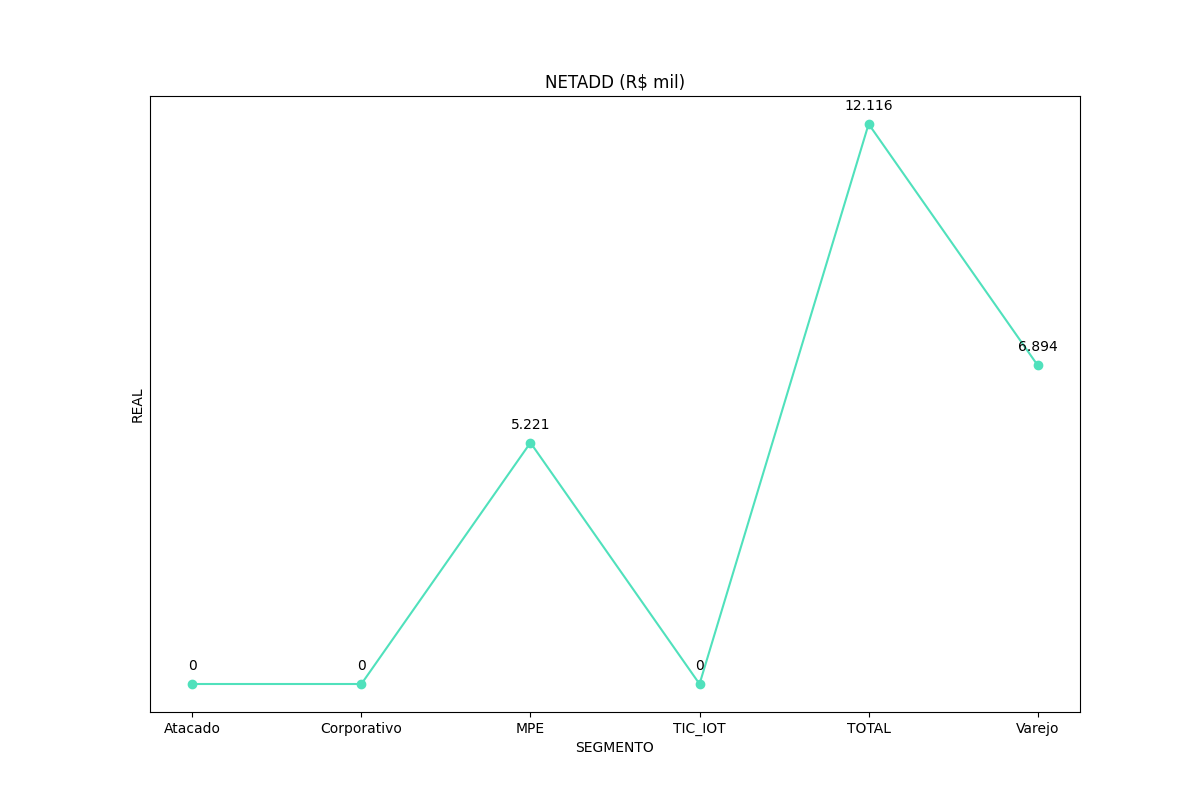 NETADD (R$ mil)
12.116
6.894
5.221
0
0
0
REAL
Atacado
Corporativo
MPE
TIC_IOT
TOTAL
Varejo
SEGMENTO